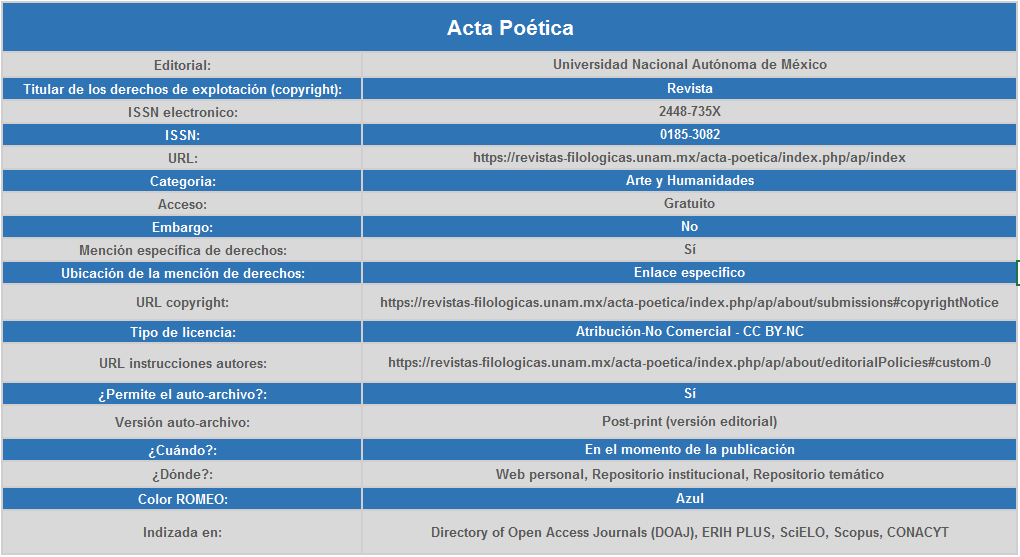 Acta Poética
Editorial: Universidad Nacional Autónoma de México
Titular de los derechos de explotación (copyright): Revista
ISSN electronico: 2448-735X
ISSN: 0185-3082
URL: https://revistas-filologicas.unam.mx/acta-poetica/index.php/ap/index
Categoria: Arte y Humanidades
Acceso: Gratuito
Embargo: No
Mención específica de derechos: Sí
Ubicación de la mención de derechos: Enlace especifico
URL copyright: https://revistas-filologicas.unam.mx/acta-poetica/index.php/ap/about/submissions#copyrightNotice
Tipo de licencia: Atribución-No Comercial - CC BY-NC
URL instrucciones autores: https://revistas-filologicas.unam.mx/acta-poetica/index.php/ap/about/editorialPolicies#custom-0
¿Permite el auto-archivo?: Sí
Versión auto-archivo: Post-print (versión editorial)
¿Cuándo?: En el momento de la publicación
¿Dónde?: Web personal, Repositorio institucional, Repositorio temático
Color ROMEO: Azul
Indizada en: Directory of Open Access Journals (DOAJ), ERIH PLUS, SciELO, Scopus, CONACYT